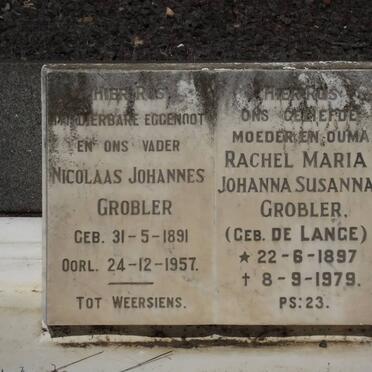 HIER RUS
DIERBARE EGGENOOT
EN ONS VADER
NICOLAAS JOHANNES
GROBLER
GEB. 31-5-1891
OORL. 24-12-1957.
TOT WEERSIENS.
HIER RUS
ONS GELIEFDE
MOEDER EN OUMA
RACHEL MARIA
JOHANNA SUSANNA
GROBLER.
(GEB. DE LANGE)
★ 22-6-1897
† 8-9-1979.
PS: 23.